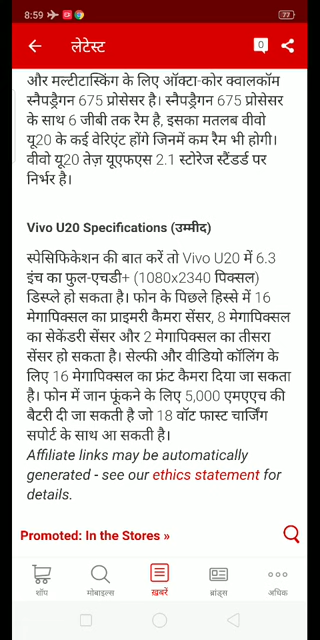 8:59
77
लेटेस्ट
0
और मल्टीटास्किंग के लिए ऑक्टा-कोर क्वालकॉम
स्नैपड्रैगन 675 प्रोसेसर है। स्नैपड्रैगन 675 प्रोसेसर
के साथ 6 जीबी तक रैम है, इसका मतलब वीवो
यू20 के कई वेरिएंट होंगे जिनमें कम रैम भी होगी।
वीवो यू20 तेज़ यूएफएस 2.1 स्टोरेज स्टैंडर्ड पर
निर्भर है।
Vivo U20 Specifications (उम्मीद)
स्पेसिफिकेशन की बात करें तो Vivo U20 में 6.3
इंच का फुल-एचडी+ (1080x2340 पिक्सल)
डिस्प्ले हो सकता है। फोन के पिछले हिस्से में 16
मेगापिक्सल का प्राइमरी कैमरा सेंसर, 8 मेगापिक्सल
का सेकेंडरी सेंसर और 2 मेगापिक्सल का तीसरा
सेंसर हो सकता है। सेल्फी और वीडियो कॉलिंग के
लिए 16 मेगापिक्सल का फ्रंट कैमरा दिया जा सकता
है। फोन में जान फूंकने के लिए 5,000 एमएएच की
बैटरी दी जा सकती है जो 18 वॉट फास्ट चार्जिंग
सपोर्ट के साथ आ सकती है।
Affiliate links may be automatically
generated - see our ethics statement for
details.
Promoted: In the Stores »
शॉप मोबाइल्स ख़बरें ब्रांड्स अधिक